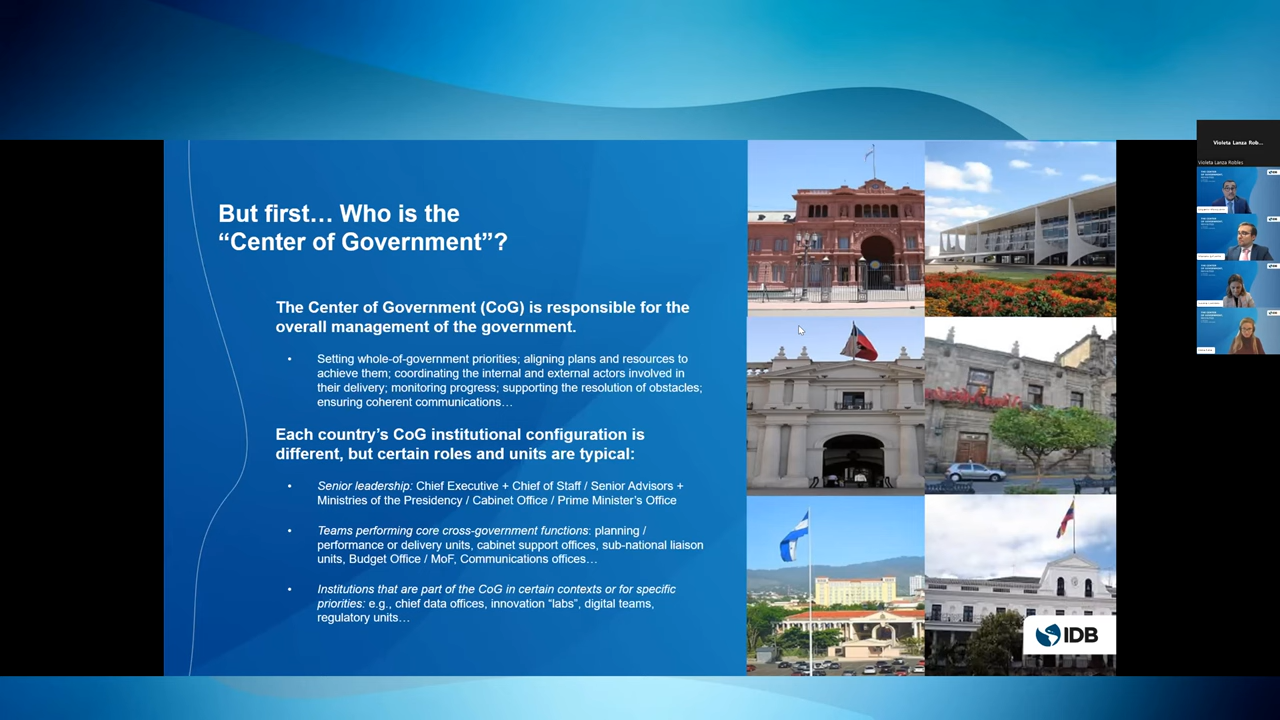 But first… Who is the
“Center of Government”?
The Center of Government (CoG) is responsible for the
overall management of the government.
• Setting whole-of-government priorities; aligning plans and resources to
achieve them; coordinating the internal and external actors involved in
their delivery; monitoring progress; supporting the resolution of obstacles;
ensuring coherent communications…
Each country’s CoG institutional configuration is
different, but certain roles and units are typical:
• Senior leadership: Chief Executive + Chief of Staff / Senior Advisors +
Ministries of the Presidency / Cabinet Office / Prime Minister’s Office
• Teams performing core cross-government functions: planning /
performance or delivery units, cabinet support offices, sub-national liaison
units, Budget Office / MoF, Communications offices…
• Institutions that are part of the CoG in certain contexts or for specific
priorities: e.g., chief data offices, innovation “labs”, digital teams,
regulatory units…
IDB
Violeta Lanza Rob...
Violeta Lanza Robles